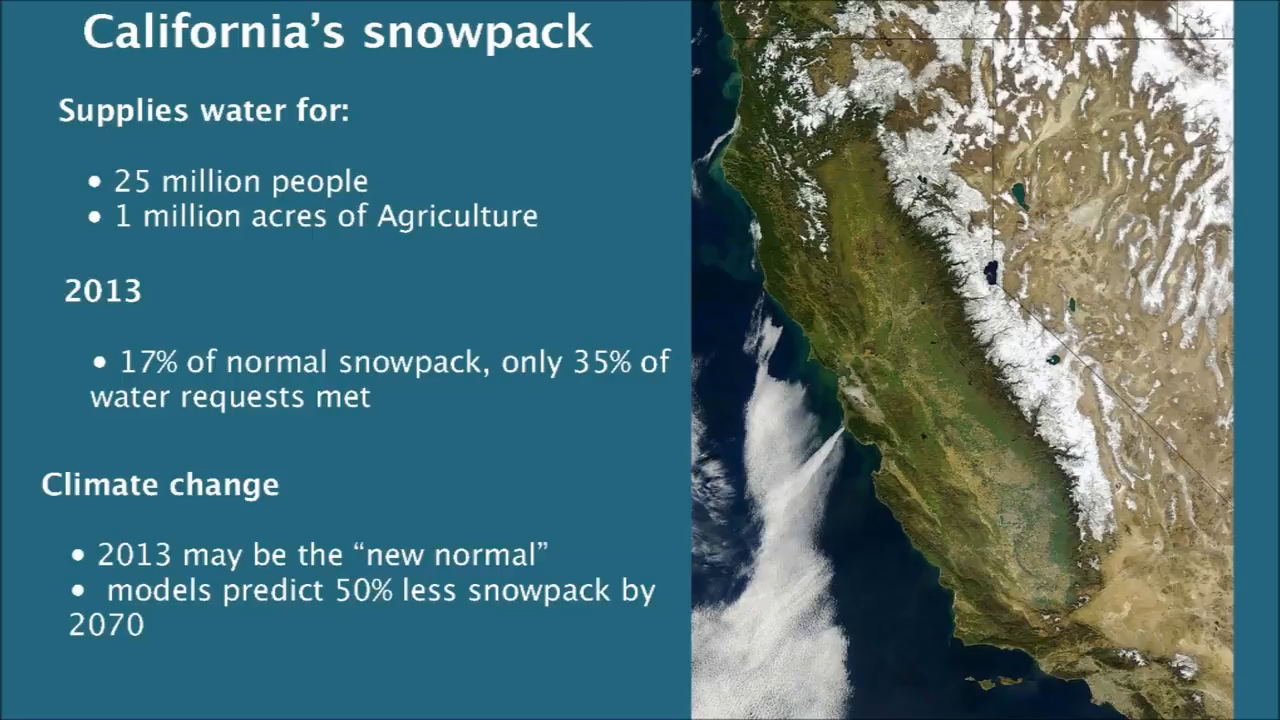 California’s snowpack
Supplies water for:
• 25 million people
• 1 million acres of Agriculture
2013
• 17% of normal snowpack, only 35% of
water requests met
Climate change
• 2013 may be the “new normal”
• models predict 50% less snowpack by
2070